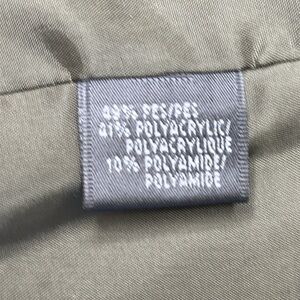 49% PES/PES
41% POLYACRYLIC/
POLYACRYLIQUE
10% POLYAMIDE/
POLYAMIDE